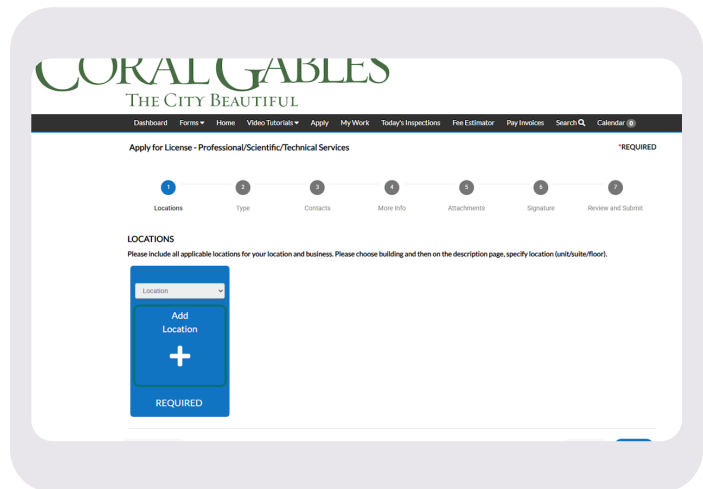 CORAL GABLES
THE CITY BEAUTIFUL
Dashboard Forms Home Video Tutorials Apply My Work Today's Inspections Fee Estimator Pay Invoices Search Calendar 0
Apply for License - Professional/Scientific/Technical Services *REQUIRED
1 2 3 4 5 6 7
Locations Type Contacts More Info Attachments Signature Review and Submit
LOCATIONS
Please include all applicable locations for your location and business. Please choose building and then on the description page, specify location (unit/suite/floor).
Location
Add
Location
REQUIRED